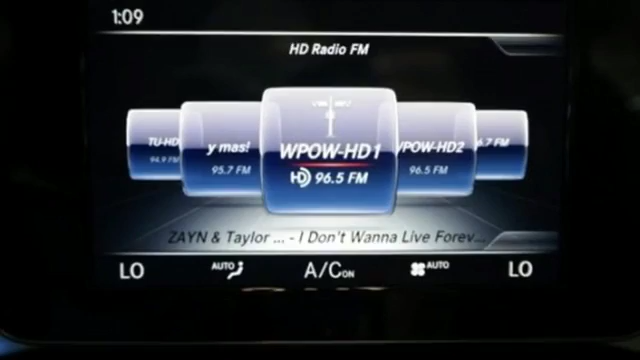 1:09
HD Radio FM
TU-HD
94.9 FM
y mas!
95.7 FM
WPOW-HD1
HD 96.5 FM
WPOW-HD2
96.5 FM
6.7 FM
ZAYN & Taylor ... - I Don't Wanna Live Forev...
LO AUTO A/C ON AUTO LO